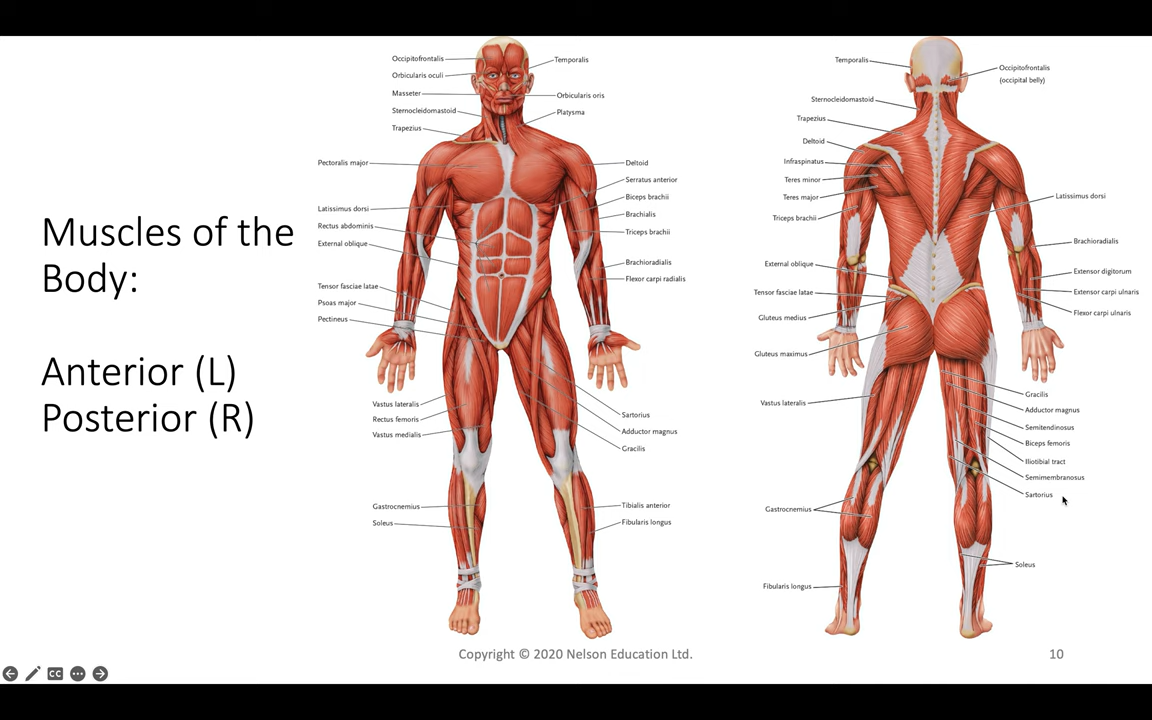 Muscles of the
Body:
Anterior (L)
Posterior (R)
Occipitofrontalis
Orbicularis oculi
Masseter
Sternocleidomastoid
Trapezius
Pectoralis major
Latissimus dorsi
Rectus abdominis
External oblique
Tensor fasciae latae
Psoas major
Pectineus
Vastus lateralis
Rectus femoris
Vastus medialis
Gastrocnemius
Soleus
Temporalis
Orbicularis oris
Platysma
Deltoid
Serratus anterior
Biceps brachii
Brachialis
Triceps brachii
Brachioradialis
Flexor carpi radialis
Sartorius
Adductor magnus
Gracilis
Tibialis anterior
Fibularis longus
Temporalis
Sternocleidomastoid
Trapezius
Deltoid
Infraspinatus
Teres minor
Teres major
Triceps brachii
External oblique
Tensor fasciae latae
Gluteus medius
Gluteus maximus
Vastus lateralis
Gastrocnemius
Fibularis longus
Occipitofrontalis
(occipital belly)
Latissimus dorsi
Brachioradialis
Extensor digitorum
Extensor carpi ulnaris
Flexor carpi ulnaris
Gracilis
Adductor magnus
Semitendinosus
Biceps femoris
Iliotibial tract
Semimembranosus
Sartorius
Soleus
Copyright © 2020 Nelson Education Ltd.
10
CC